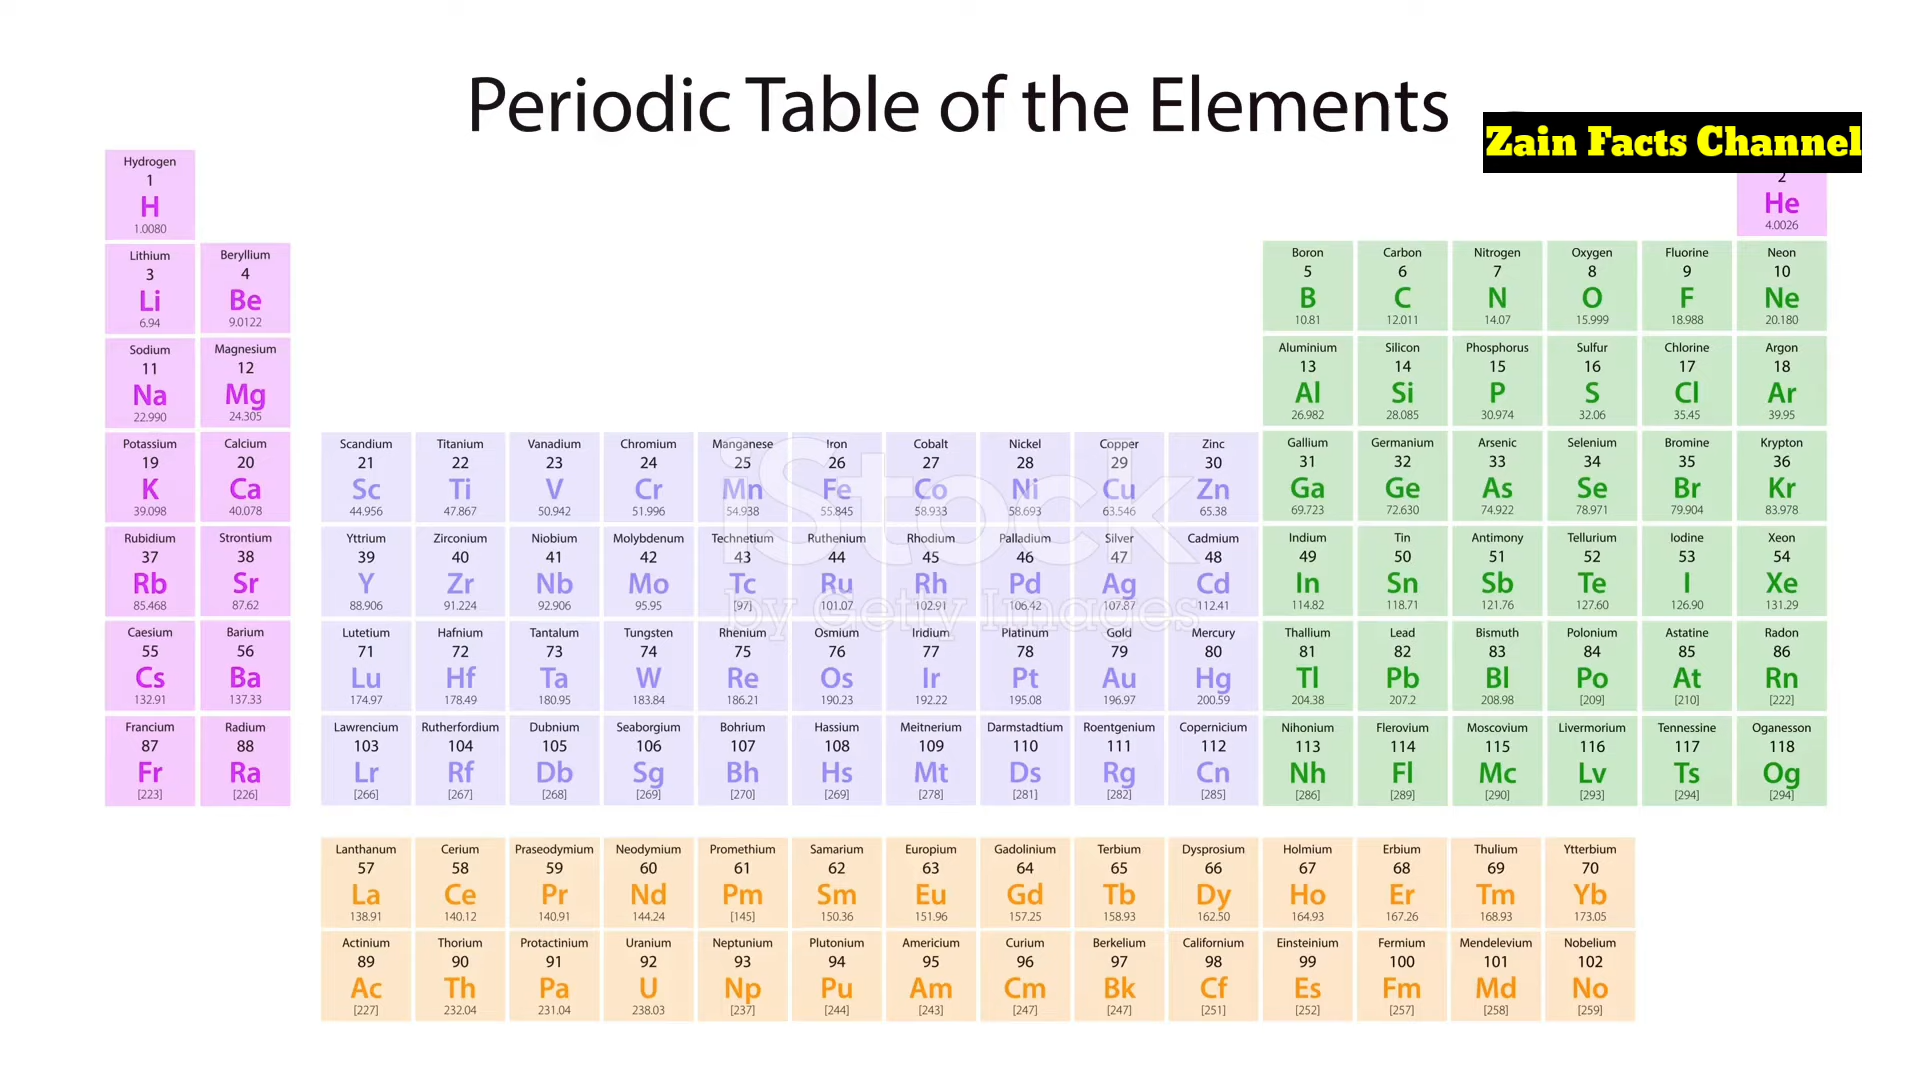 Periodic Table of the Elements
Zain Facts Channel
Hydrogen
1
H
1.0080
2
He
4.0026
Lithium
3
Li
6.94
Beryllium
4
Be
9.0122
Boron
5
B
10.81
Carbon
6
C
12.011
Nitrogen
7
N
14.07
Oxygen
8
O
15.999
Fluorine
9
F
18.988
Neon
10
Ne
20.180
Sodium
11
Na
22.990
Magnesium
12
Mg
24.305
Aluminium
13
Al
26.982
Silicon
14
Si
28.085
Phosphorus
15
P
30.974
Sulfur
16
S
32.06
Chlorine
17
Cl
35.45
Argon
18
Ar
39.95
Potassium
19
K
39.098
Calcium
20
Ca
40.078
Scandium
21
Sc
44.956
Titanium
22
Ti
47.867
Vanadium
23
V
50.942
Chromium
24
Cr
51.996
Manganese
25
Mn
54.938
Iron
26
Fe
55.845
Cobalt
27
Co
58.933
Nickel
28
Ni
58.693
Copper
29
Cu
63.546
Zinc
30
Zn
65.38
Gallium
31
Ga
69.723
Germanium
32
Ge
72.630
Arsenic
33
As
74.922
Selenium
34
Se
78.971
Bromine
35
Br
79.904
Krypton
36
Kr
83.978
Rubidium
37
Rb
85.468
Strontium
38
Sr
87.62
Yttrium
39
Y
88.906
Zirconium
40
Zr
91.224
Niobium
41
Nb
92.906
Molybdenum
42
Mo
95.95
Technetium
43
Tc
[97]
Ruthenium
44
Ru
101.07
Rhodium
45
Rh
102.91
Palladium
46
Pd
106.42
Silver
47
Ag
107.87
Cadmium
48
Cd
112.41
Indium
49
In
114.82
Tin
50
Sn
118.71
Antimony
51
Sb
121.76
Tellurium
52
Te
127.60
Iodine
53
I
126.90
Xeon
54
Xe
131.29
iStock
by Getty Images
Caesium
55
Cs
132.91
Barium
56
Ba
137.33
Lutetium
71
Lu
174.97
Hafnium
72
Hf
178.49
Tantalum
73
Ta
180.95
Tungsten
74
W
183.84
Rhenium
75
Re
186.21
Osmium
76
Os
190.23
Iridium
77
Ir
192.22
Platinum
78
Pt
195.08
Gold
79
Au
196.97
Mercury
80
Hg
200.59
Thallium
81
Tl
204.38
Lead
82
Pb
207.2
Bismuth
83
Bl
208.98
Polonium
84
Po
[209]
Astatine
85
At
[210]
Radon
86
Rn
[222]
Francium
87
Fr
[223]
Radium
88
Ra
[226]
Lawrencium
103
Lr
[266]
Rutherfordium
104
Rf
[267]
Dubnium
105
Db
[268]
Seaborgium
106
Sg
[269]
Bohrium
107
Bh
[270]
Hassium
108
Hs
[269]
Meitnerium
109
Mt
[278]
Darmstadtium
110
Ds
[281]
Roentgenium
111
Rg
[282]
Copernicium
112
Cn
[285]
Nihonium
113
Nh
[286]
Flerovium
114
Fl
[289]
Moscovium
115
Mc
[290]
Livermorium
116
Lv
[293]
Tennessine
117
Ts
[294]
Oganesson
118
Og
[294]
Lanthanum
57
La
138.91
Cerium
58
Ce
140.12
Praseodymium
59
Pr
140.91
Neodymium
60
Nd
144.24
Promethium
61
Pm
[145]
Samarium
62
Sm
150.36
Europium
63
Eu
151.96
Gadolinium
64
Gd
157.25
Terbium
65
Tb
158.93
Dysprosium
66
Dy
162.50
Holmium
67
Ho
164.93
Erbium
68
Er
167.26
Thulium
69
Tm
168.93
Ytterbium
70
Yb
173.05
Actinium
89
Ac
[227]
Thorium
90
Th
232.04
Protactinium
91
Pa
231.04
Uranium
92
U
238.03
Neptunium
93
Np
[237]
Plutonium
94
Pu
[244]
Americium
95
Am
[243]
Curium
96
Cm
[247]
Berkelium
97
Bk
[247]
Californium
98
Cf
[251]
Einsteinium
99
Es
[252]
Fermium
100
Fm
[257]
Mendelevium
101
Md
[258]
Nobelium
102
No
[259]